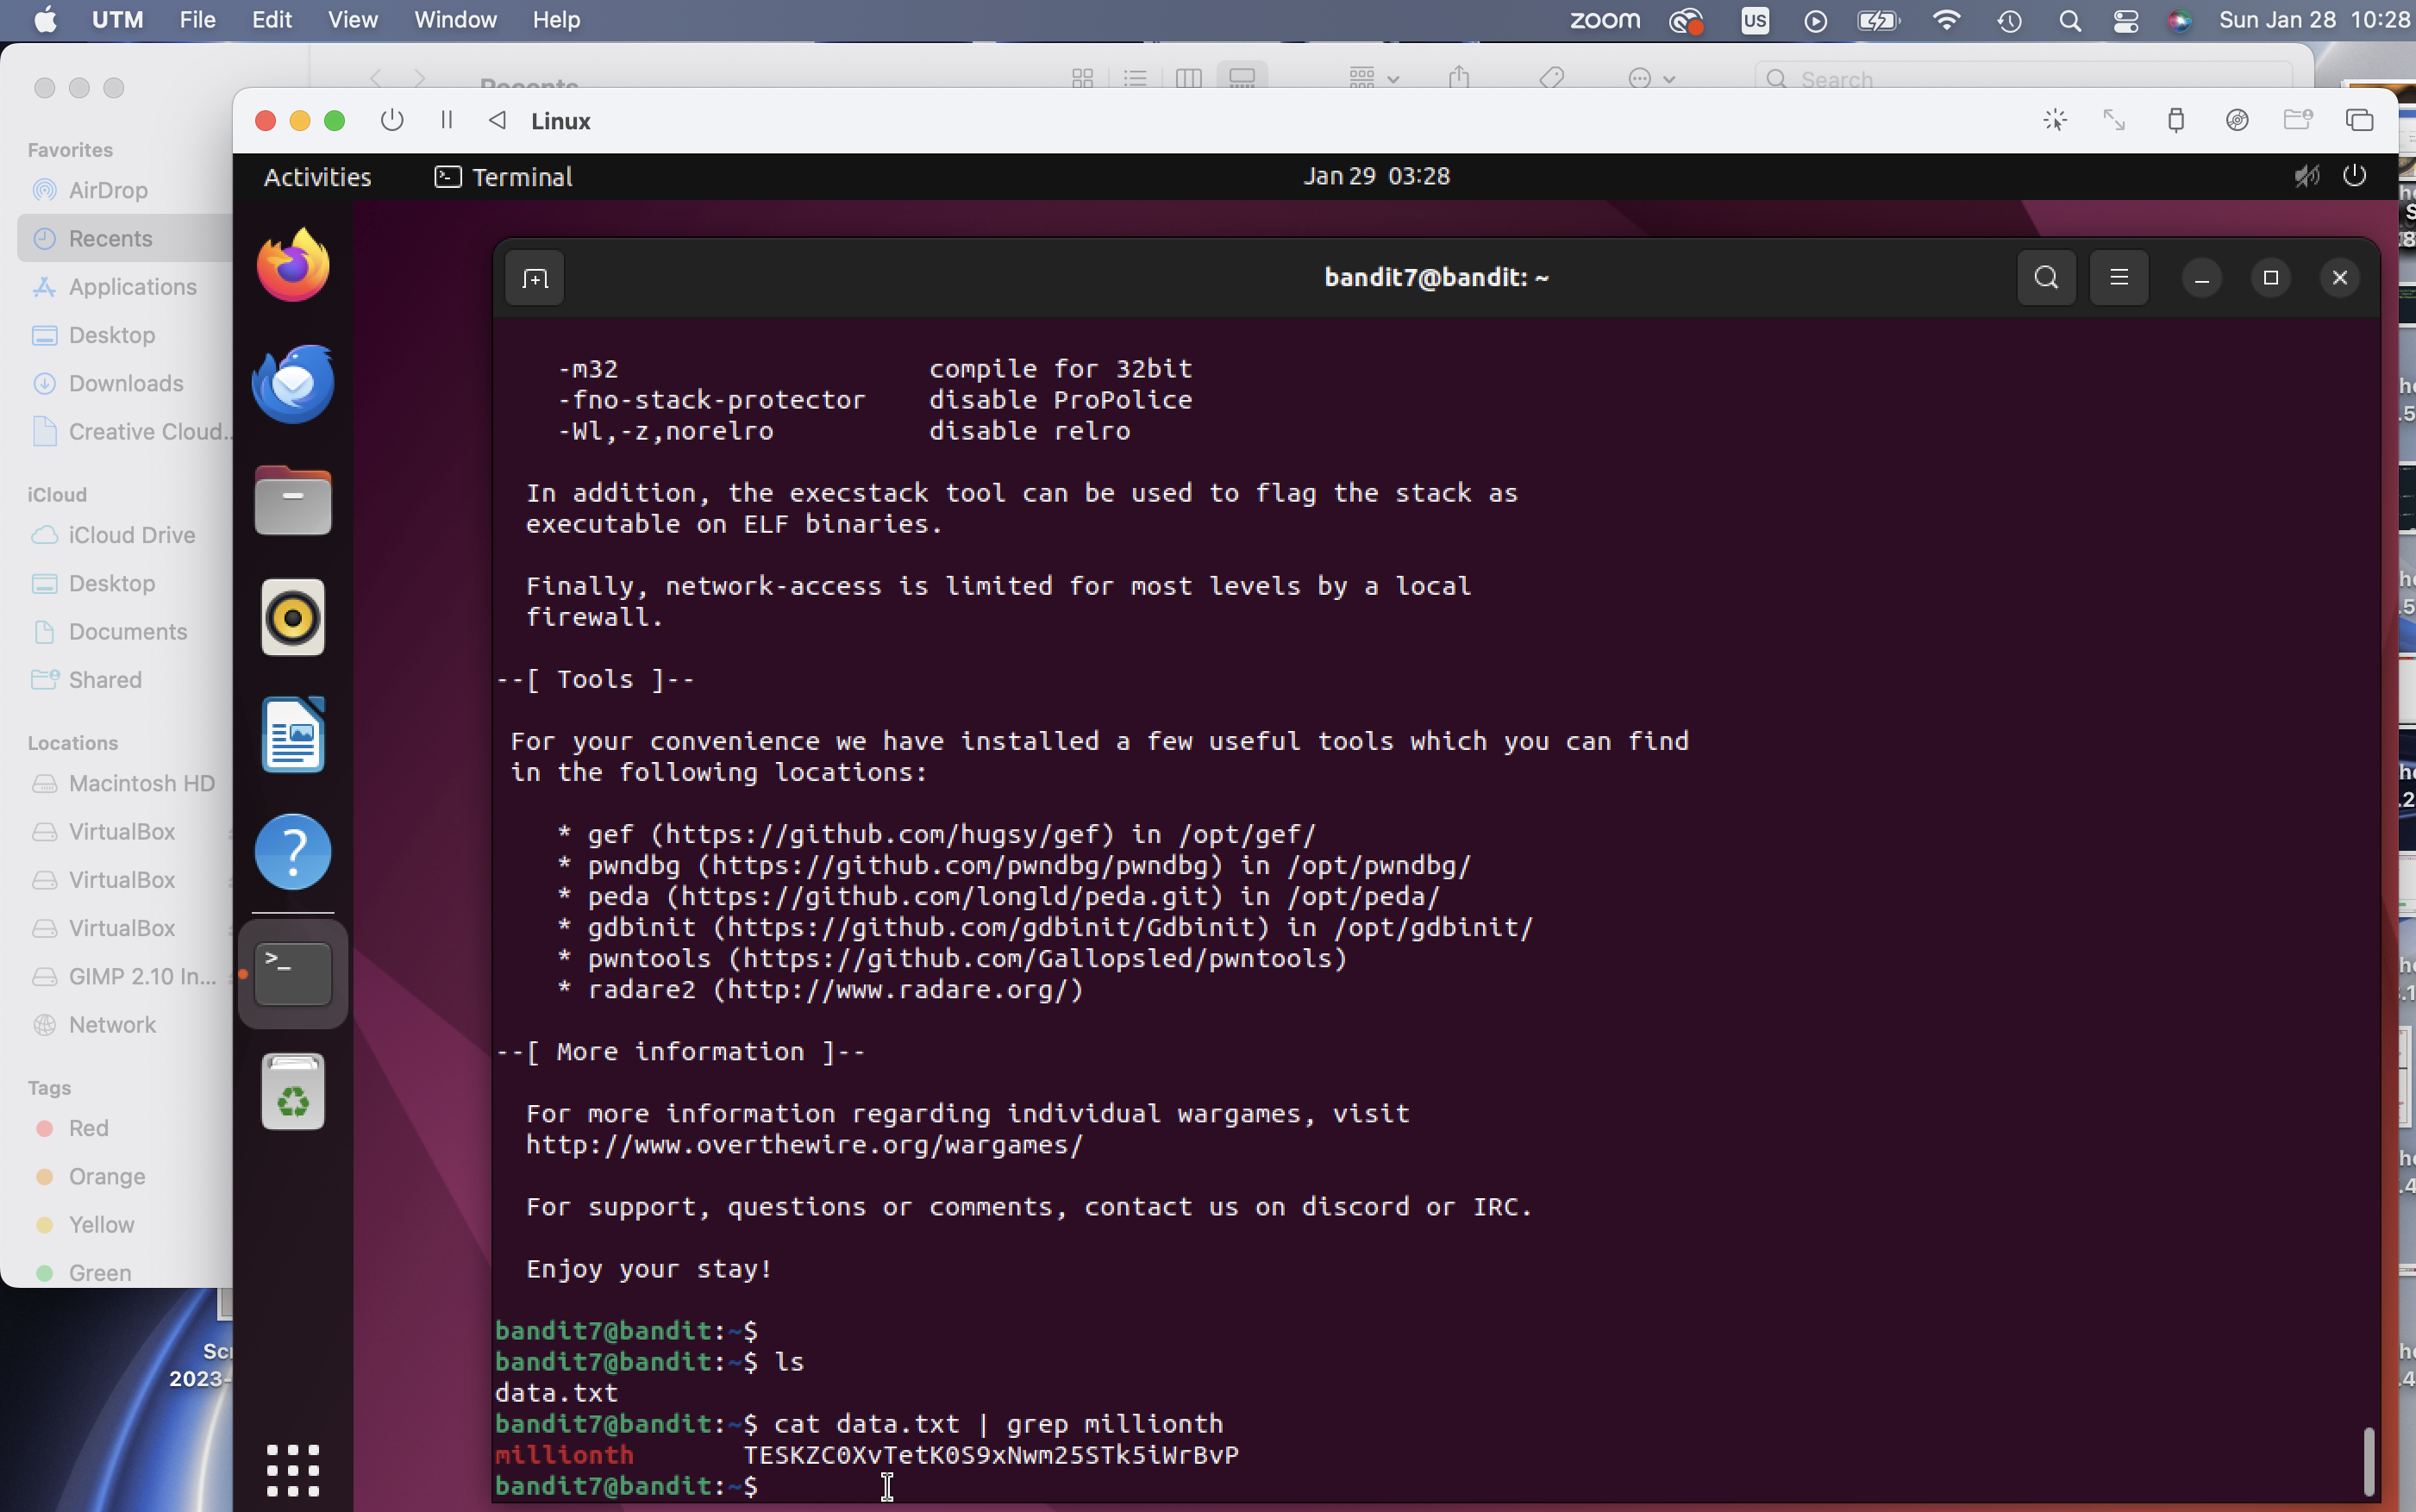 UTM File Edit View Window Help zoom US Sun Jan 28 10:28
Search
Linux
Favorites
AirDrop
Recents
Applications
Desktop
Downloads
Creative Cloud...
iCloud
iCloud Drive
Desktop
Documents
Shared
Locations
Macintosh HD
VirtualBox
VirtualBox
VirtualBox
GIMP 2.10 In...
Network
Tags
Red
Orange
Yellow
Green
2023-
Activities Terminal Jan 29 03:28
bandit7@bandit: ~
-m32 compile for 32bit
-fno-stack-protector disable ProPolice
-Wl,-z,norelro disable relro
In addition, the execstack tool can be used to flag the stack as
executable on ELF binaries.
Finally, network-access is limited for most levels by a local
firewall.
--[ Tools ]--
For your convenience we have installed a few useful tools which you can find
in the following locations:
* gef (https://github.com/hugsy/gef) in /opt/gef/
* pwndbg (https://github.com/pwndbg/pwndbg) in /opt/pwndbg/
* peda (https://github.com/longld/peda.git) in /opt/peda/
* gdbinit (https://github.com/gdbinit/Gdbinit) in /opt/gdbinit/
* pwntools (https://github.com/Gallopsled/pwntools)
* radare2 (http://www.radare.org/)
--[ More information ]--
For more information regarding individual wargames, visit
http://www.overthewire.org/wargames/
For support, questions or comments, contact us on discord or IRC.
Enjoy your stay!
bandit7@bandit:~$
bandit7@bandit:~$ ls
data.txt
bandit7@bandit:~$ cat data.txt | grep millionth
millionth TESKZC0XvTetK0S9xNwm25STk5iWrBvP
bandit7@bandit:~$